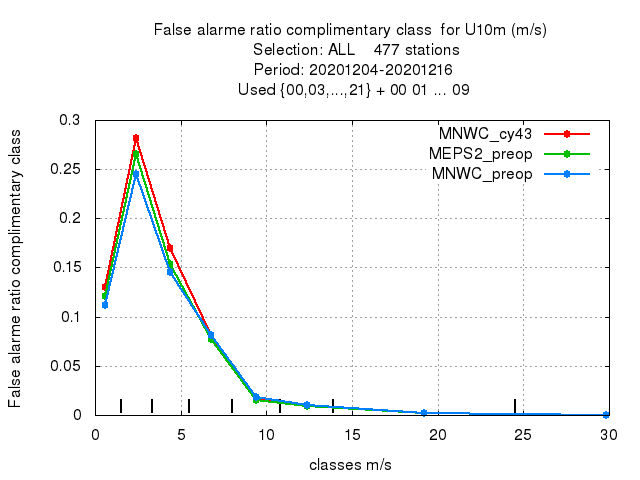 False alarme ratio complimentary class  for U10m (m/s)
Selection: ALL    477 stations
Period: 20201204-20201216
Used {00,03,...,21} + 00 01 ... 09
False alarme ratio complimentary class
0.3
0.25
0.2
0.15
0.1
0.05
0
MNWC_cy43
MEPS2_preop
MNWC_preop
0 5 10 15 20 25 30
classes m/s